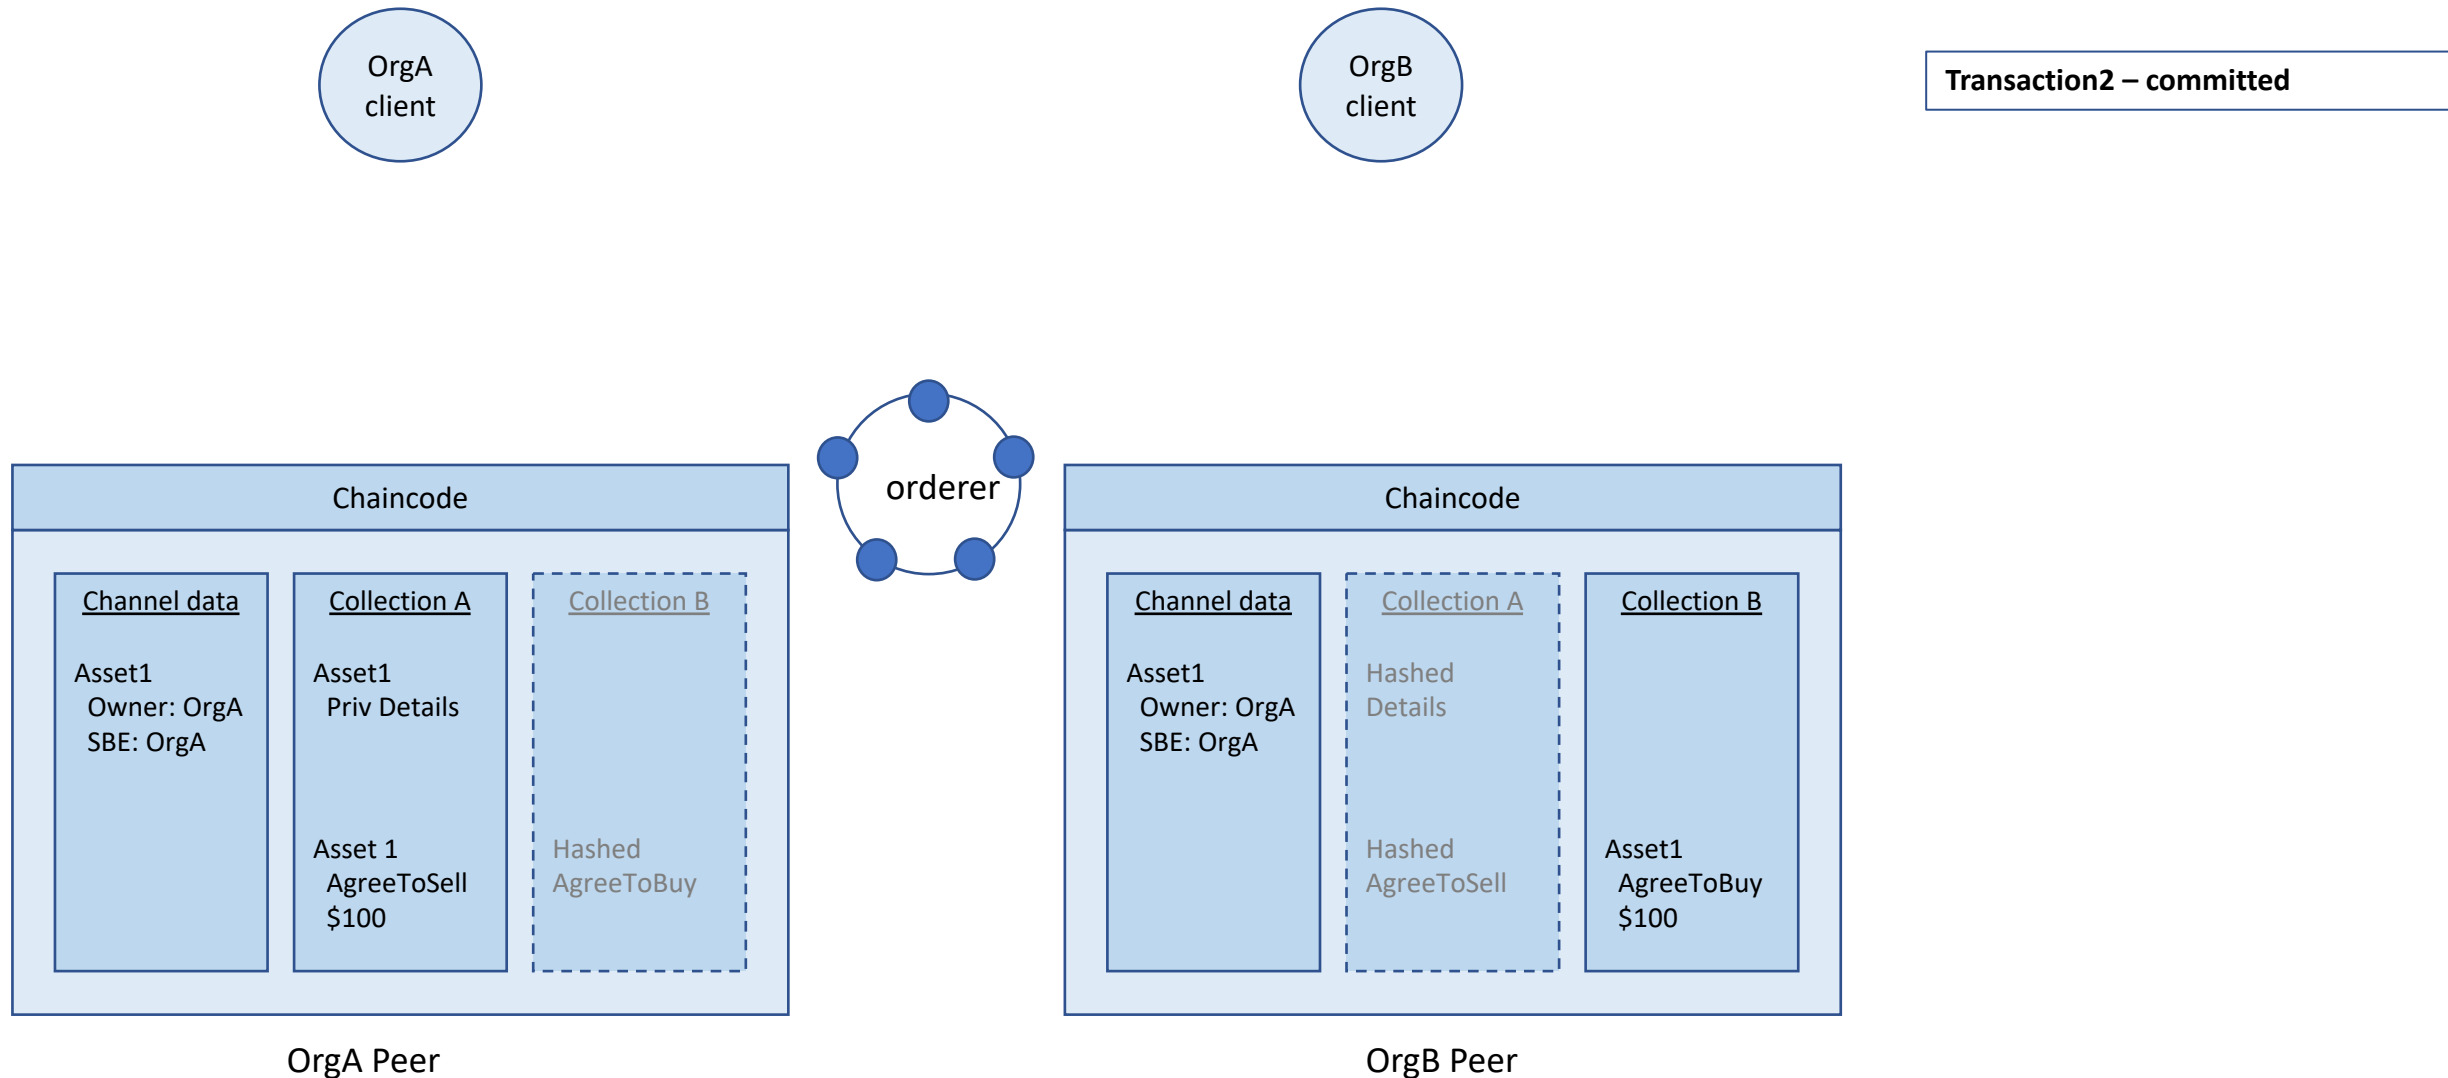 OrgA
client
OrgB
client
Transaction2 – committed
orderer
Chaincode
Channel data
Asset1
Owner: OrgA
SBE: OrgA
Collection A
Asset1
Priv Details
Asset 1
AgreeToSell
$100
Collection B
Hashed
AgreeToBuy
OrgA Peer
Chaincode
Channel data
Asset1
Owner: OrgA
SBE: OrgA
Collection A
Hashed
Details
Hashed
AgreeToSell
Collection B
Asset1
AgreeToBuy
$100
OrgB Peer